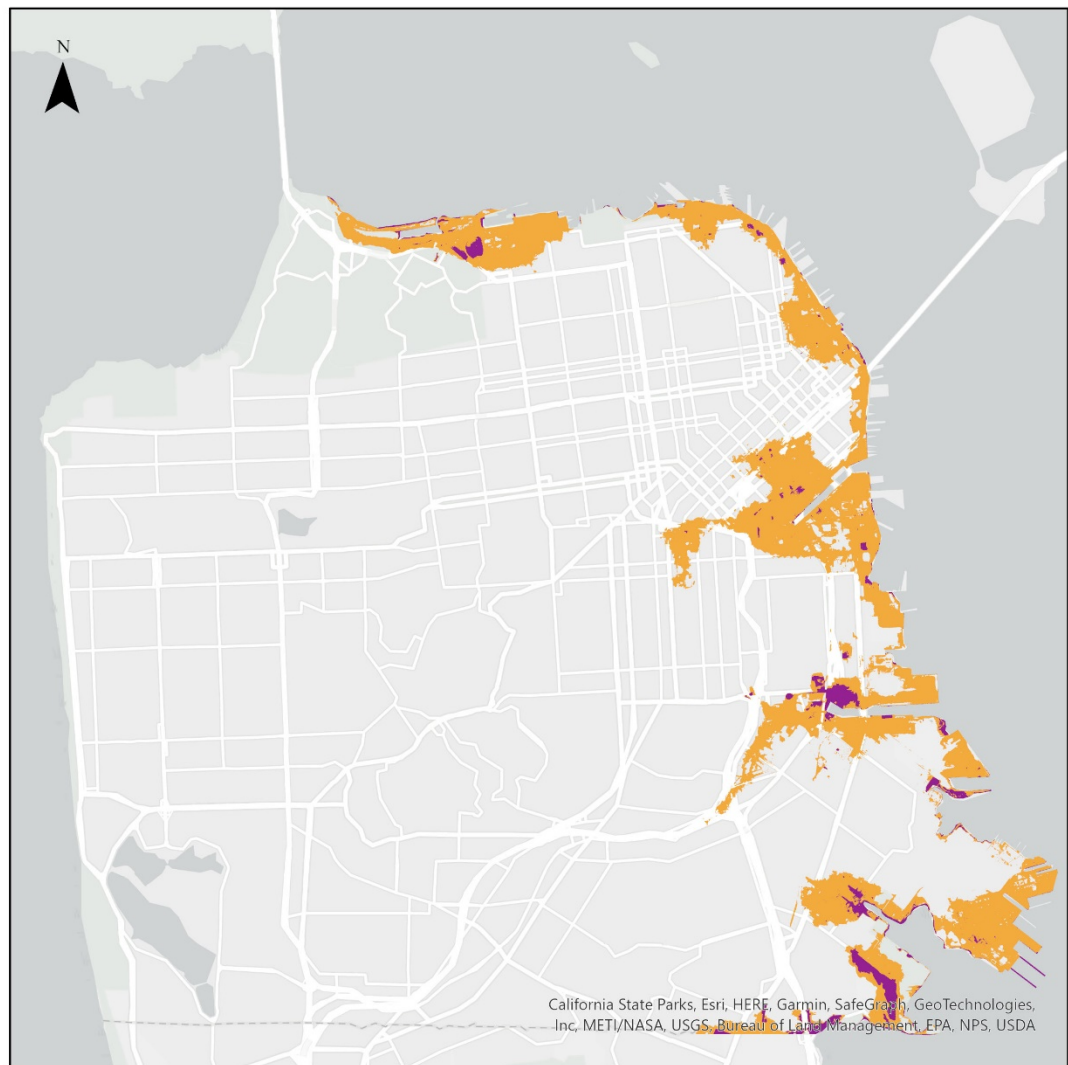 N
California State Parks, Esri, HERE, Garmin, SafeGraph, GeoTechnologies,
Inc, METI/NASA, USGS, Bureau of Land Management, EPA, NPS, USDA